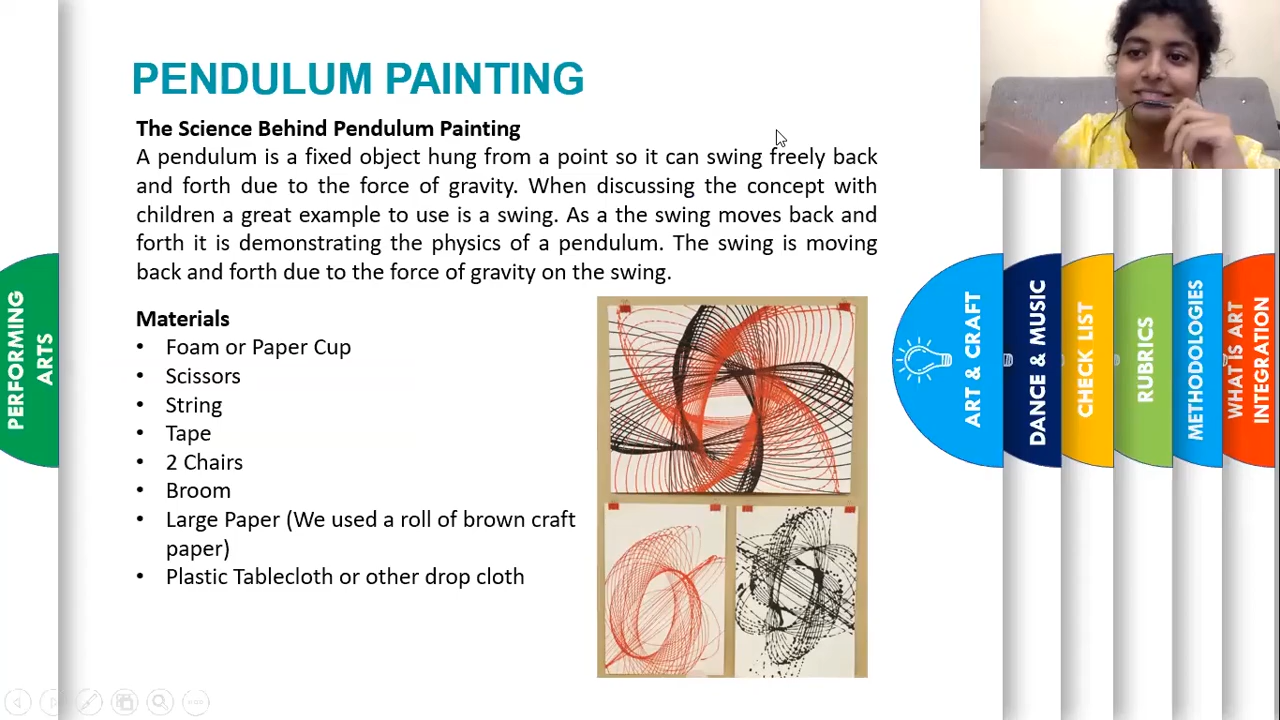 PENDULUM PAINTING
The Science Behind Pendulum Painting
A pendulum is a fixed object hung from a point so it can swing freely back
and forth due to the force of gravity. When discussing the concept with
children a great example to use is a swing. As a the swing moves back and
forth it is demonstrating the physics of a pendulum. The swing is moving
back and forth due to the force of gravity on the swing.
Materials
• Foam or Paper Cup
• Scissors
• String
• Tape
• 2 Chairs
• Broom
• Large Paper (We used a roll of brown craft
paper)
• Plastic Tablecloth or other drop cloth
PERFORMING
ARTS
ART & CRAFT
DANCE & MUSIC
CHECK LIST
RUBRICS
METHODOLOGIES
WHAT IS ART
INTEGRATION